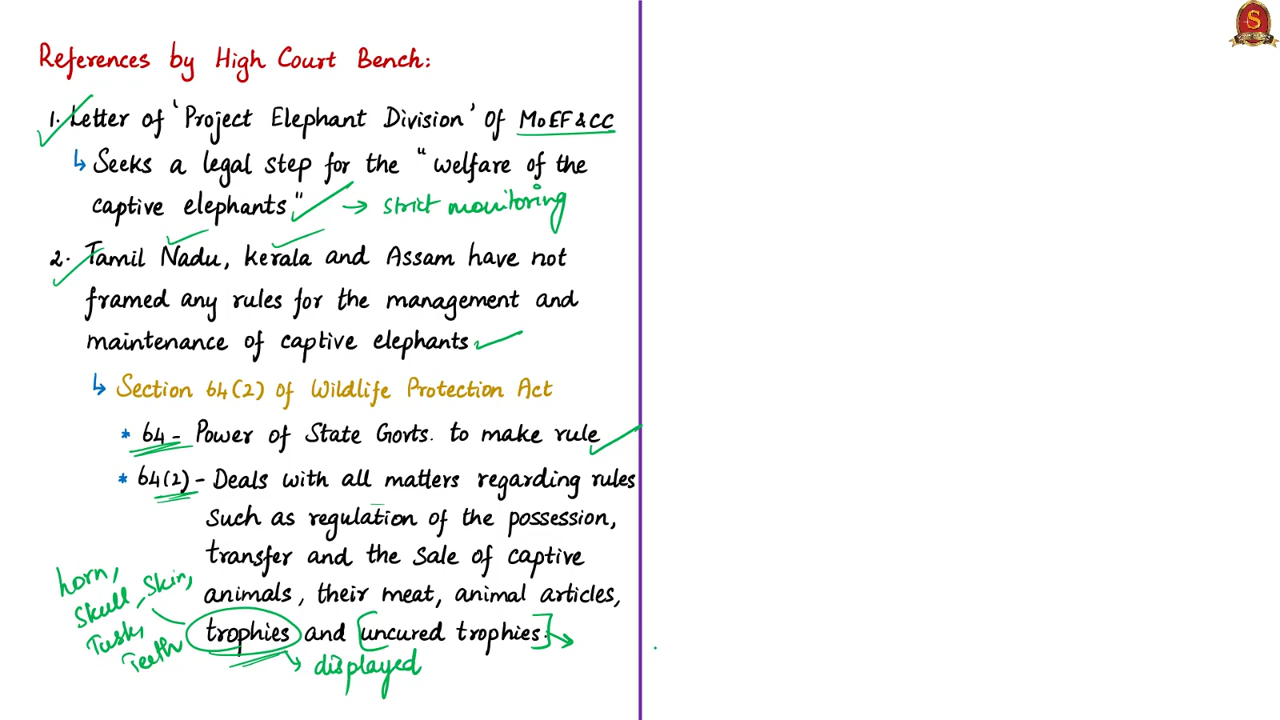 References by High Court Bench:
1. Letter of 'Project Elephant Division' Of MoEF&CC
↳ Seeks a legal step for the "welfare of the
captive elephants" → strict monitoring
2. Tamil Nadu, kerala and Assam have not
framed any rules for the management and
maintenance of captive elephants
↳ Section 64(2) of Wildlife Protection Act
* 64 - Power of State Govts. to make rule
* 64(2) - Deals with all matters regarding rules
Such as regulation of the possession,
transfer and the sale of captive
animals, their meat, animal articles,
trophies and [uncured trophies.] →
horn,
Skull, Skin,
Tusk,
Teeth
↳ displayed
S